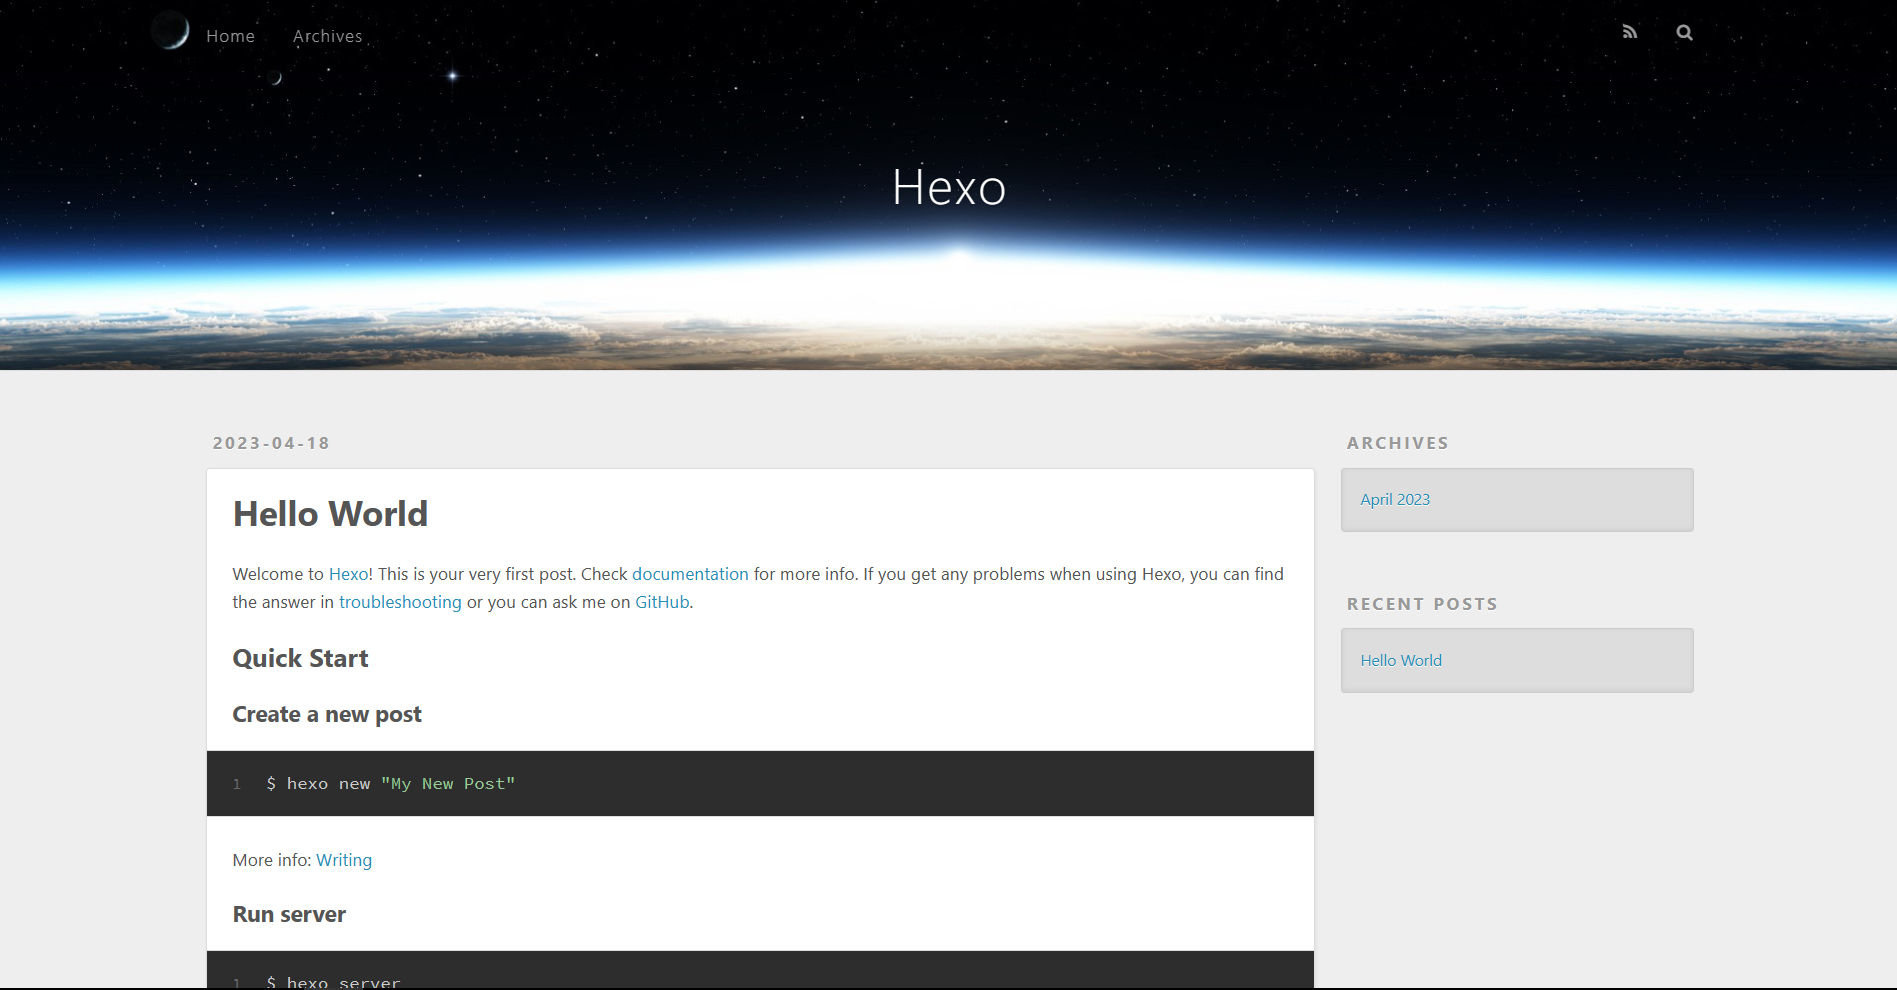 Home Archives
Hexo
2023-04-18
Hello World
Welcome to Hexo! This is your very first post. Check documentation for more info. If you get any problems when using Hexo, you can find
the answer in troubleshooting or you can ask me on GitHub.
Quick Start
Create a new post
1 $ hexo new "My New Post"
More info: Writing
Run server
1 $ hexo server
ARCHIVES
April 2023
RECENT POSTS
Hello World